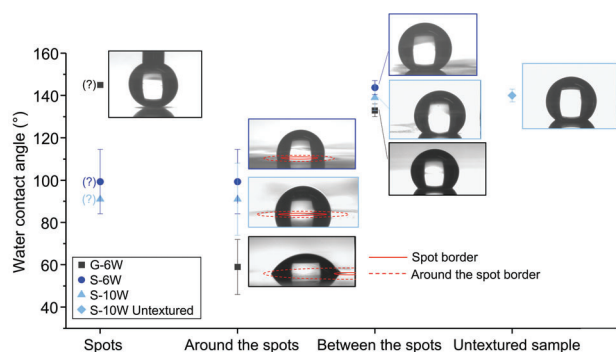 Water contact angle (°)
160
140
120
100
80
60
40
(?)
(?)
(?)
G-6W
S-6W
S-10W
S-10W Untextured
Spot border
Around the spot border
Spots
Around the spots
Between the spots
Untextured sample